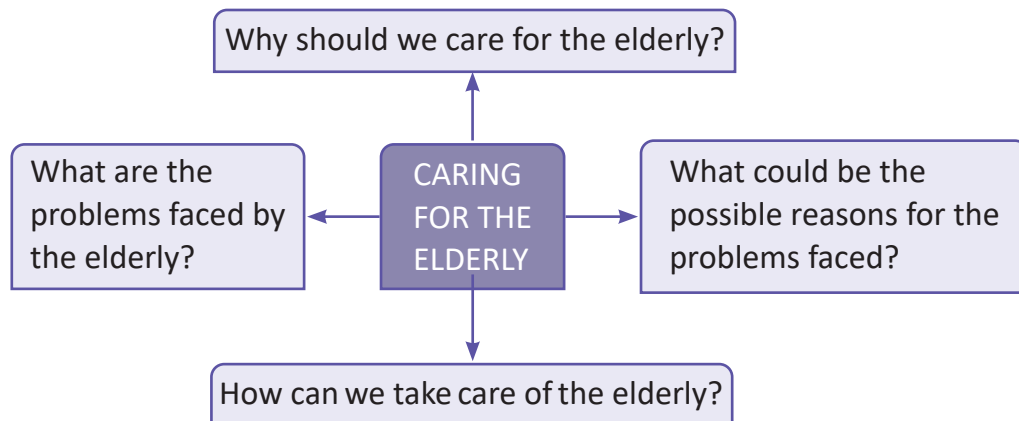 Why should we care for the elderly?
What are the
problems faced by
the elderly?
CARING
FOR THE
ELDERLY
What could be the
possible reasons for the
problems faced?
How can we take care of the elderly?